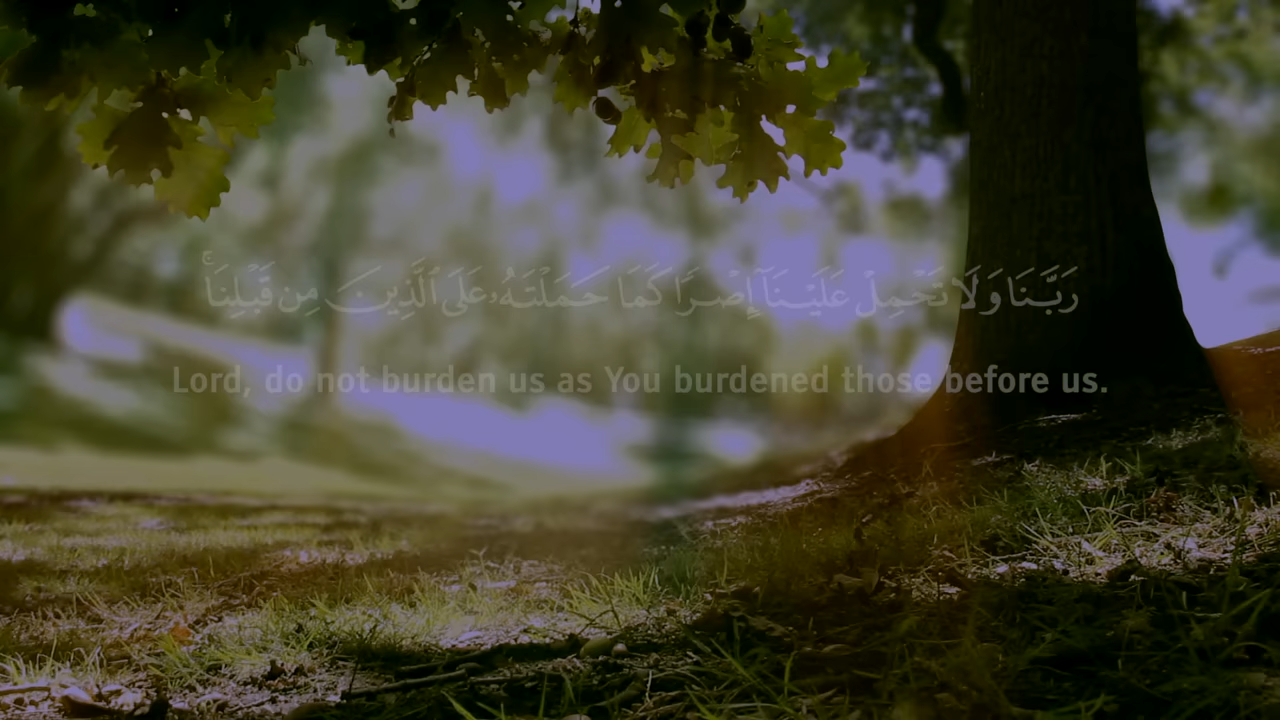 رَبَّنَا وَلَا تَحْمِلْ عَلَيْنَآ إِصْرًا كَمَا حَمَلْتَهُۥ عَلَى ٱلَّذِينَ مِن قَبْلِنَا ۚ
Lord, do not burden us as You burdened those before us.